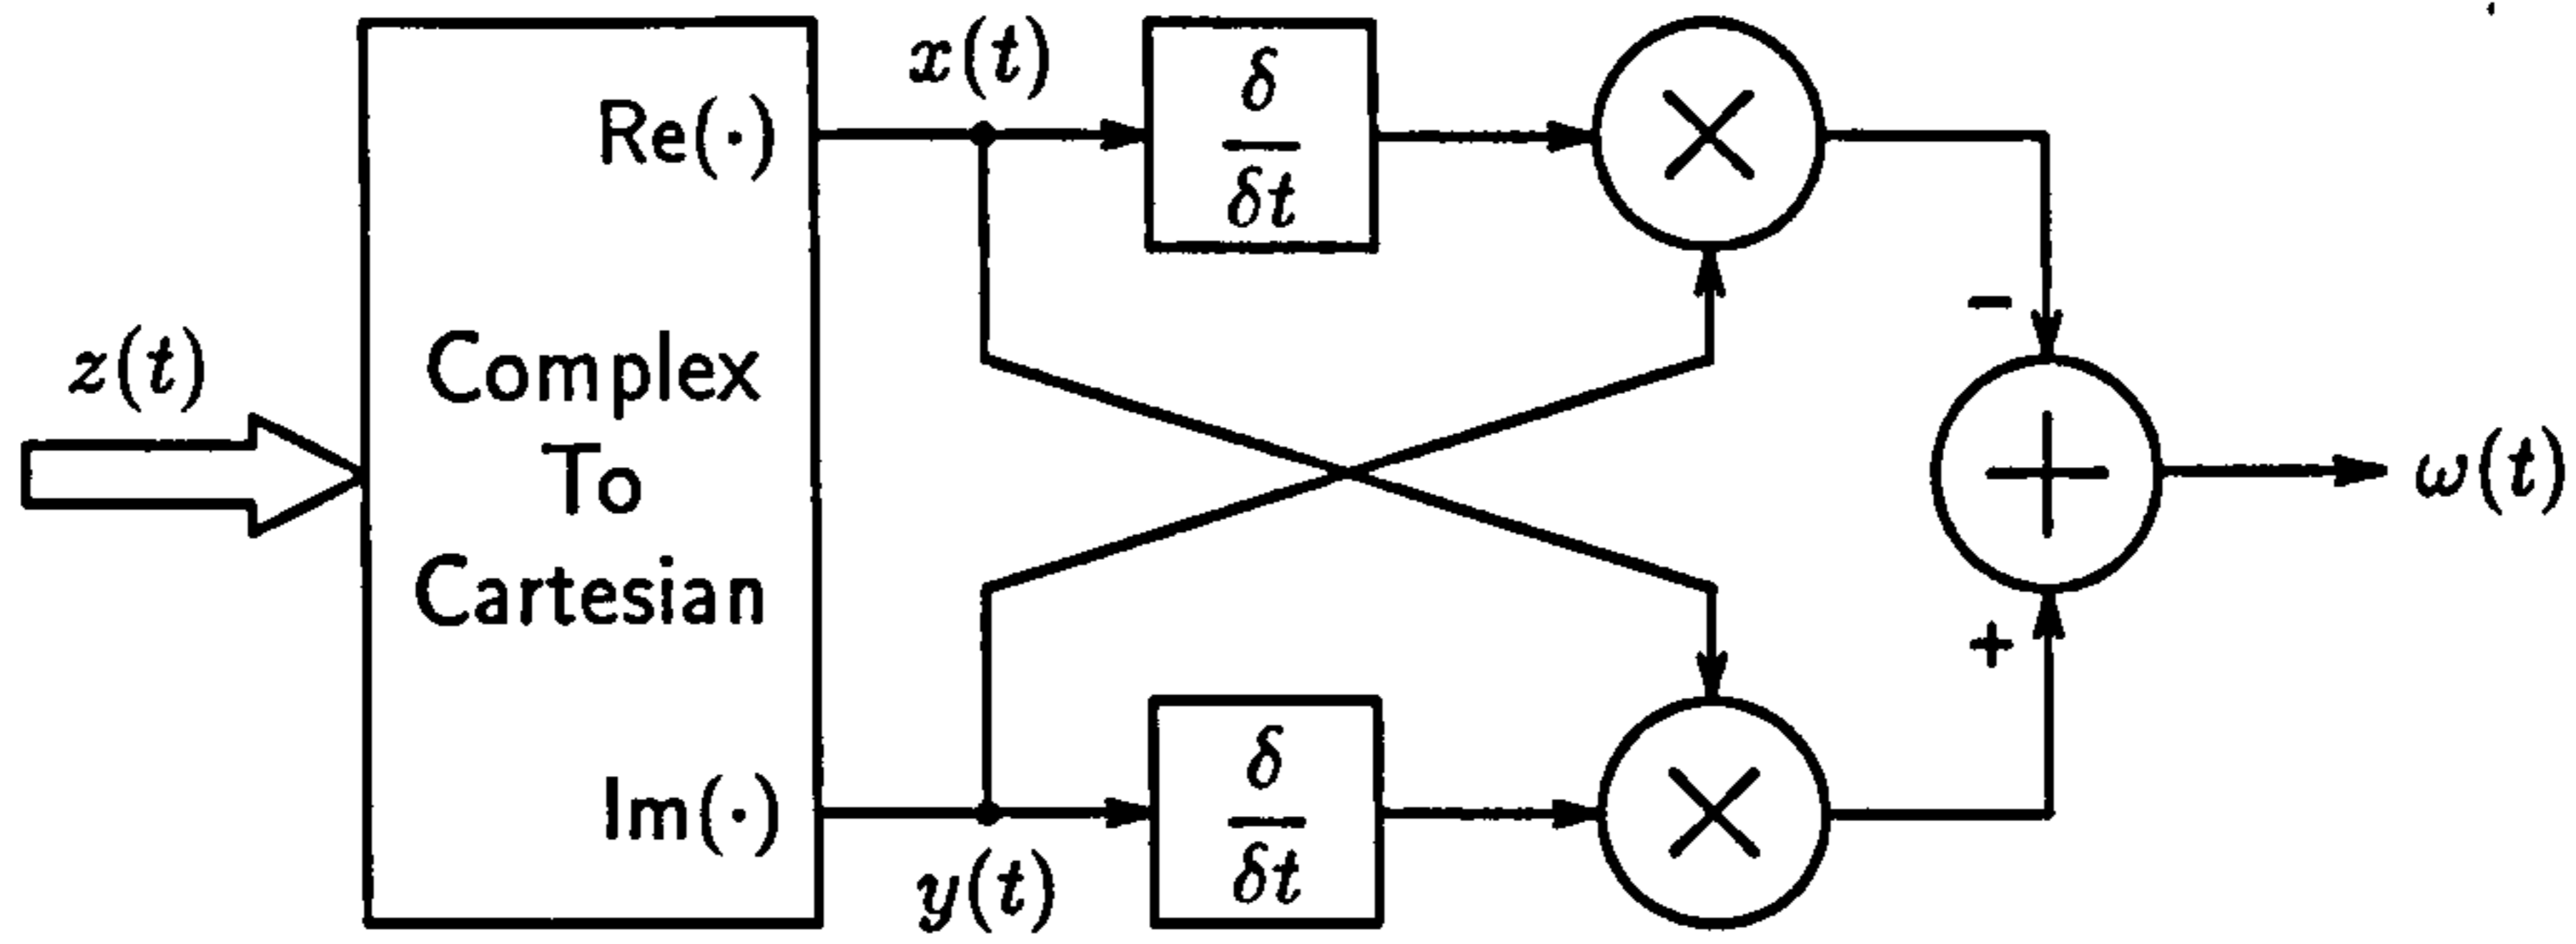 x(t)
δ
δt
×
Re(·)
−
z(t)
Complex
To
Cartesian
+
ω(t)
+
Im(·)
δ
δt
×
y(t)